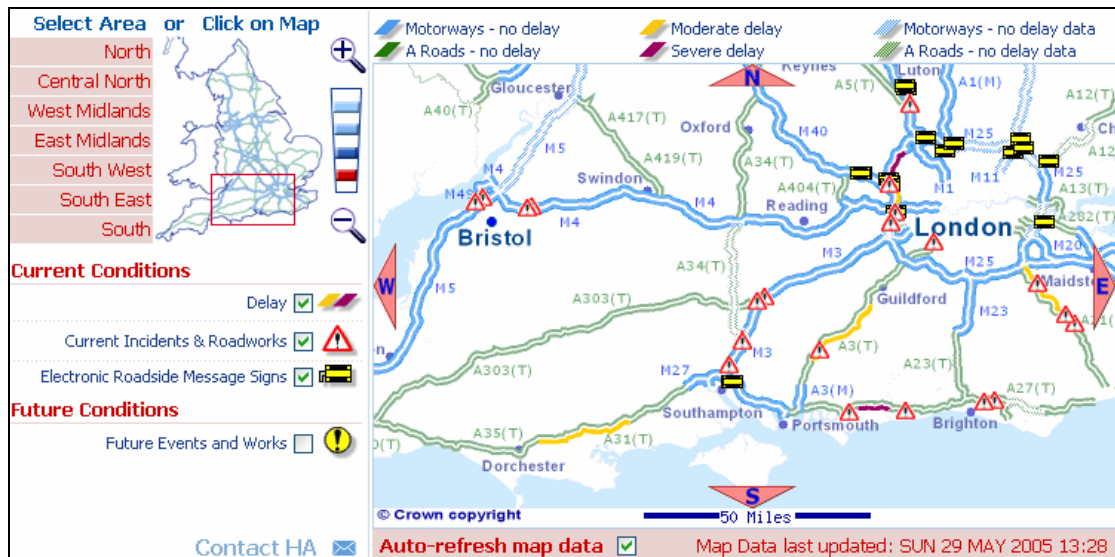 Select Area or Click on Map
North
Central North
West Midlands
East Midlands
South West
South East
South
Current Conditions
Delay
Current Incidents & Roadworks
Electronic Roadside Message Signs
Future Conditions
Future Events and Works
Contact HA
Motorways - no delay
Moderate delay
Motorways - no delay data
A Roads - no delay
Severe delay
A Roads - no delay data
N
Keynes
A5(T)
Luton
A1(M)
Gloucester
A40(T)
A417(T)
Oxford
M40
A12(T)
M5
A419(T)
A34(T)
M25
M11
A12
M4
M49
Swindon
A404(T)
M1
M25
A13(T)
M4
M4
Reading
A282(T)
Bristol
London
M3
M20
M25
W
A34(T)
Maidst
E
M5
A303(T)
Guildford
M23
A21(
M3
A3(T)
A23(T)
A303(T)
M27
A3(M)
A27(T)
Southampton
Portsmouth
Brighton
A35(T)
A31(T)
Dorchester
S
© Crown copyright
50 Miles
Auto-refresh map data
Map Data last updated: SUN 29 MAY 2005 13:28